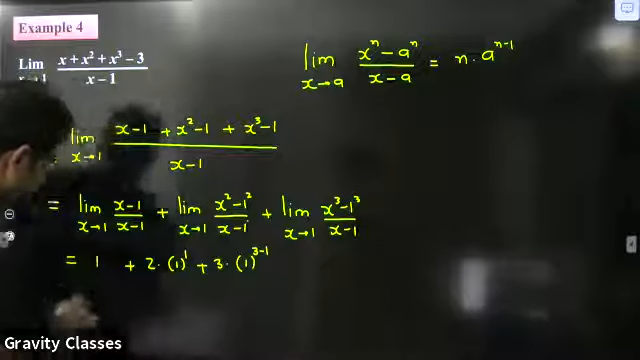 Example 4
Lim x→1 (x + x² + x³ − 3)/(x − 1)
lim x→a (xⁿ − aⁿ)/(x − a) = n · aⁿ⁻¹
lim x→1 (x−1 + x²−1 + x³−1)/(x−1)
= lim x→1 (x−1)/(x−1) + lim x→1 (x²−1²)/(x−1) + lim x→1 (x³−1³)/(x−1)
= 1 + 2·(1)¹ + 3·(1)³⁻¹
Gravity Classes